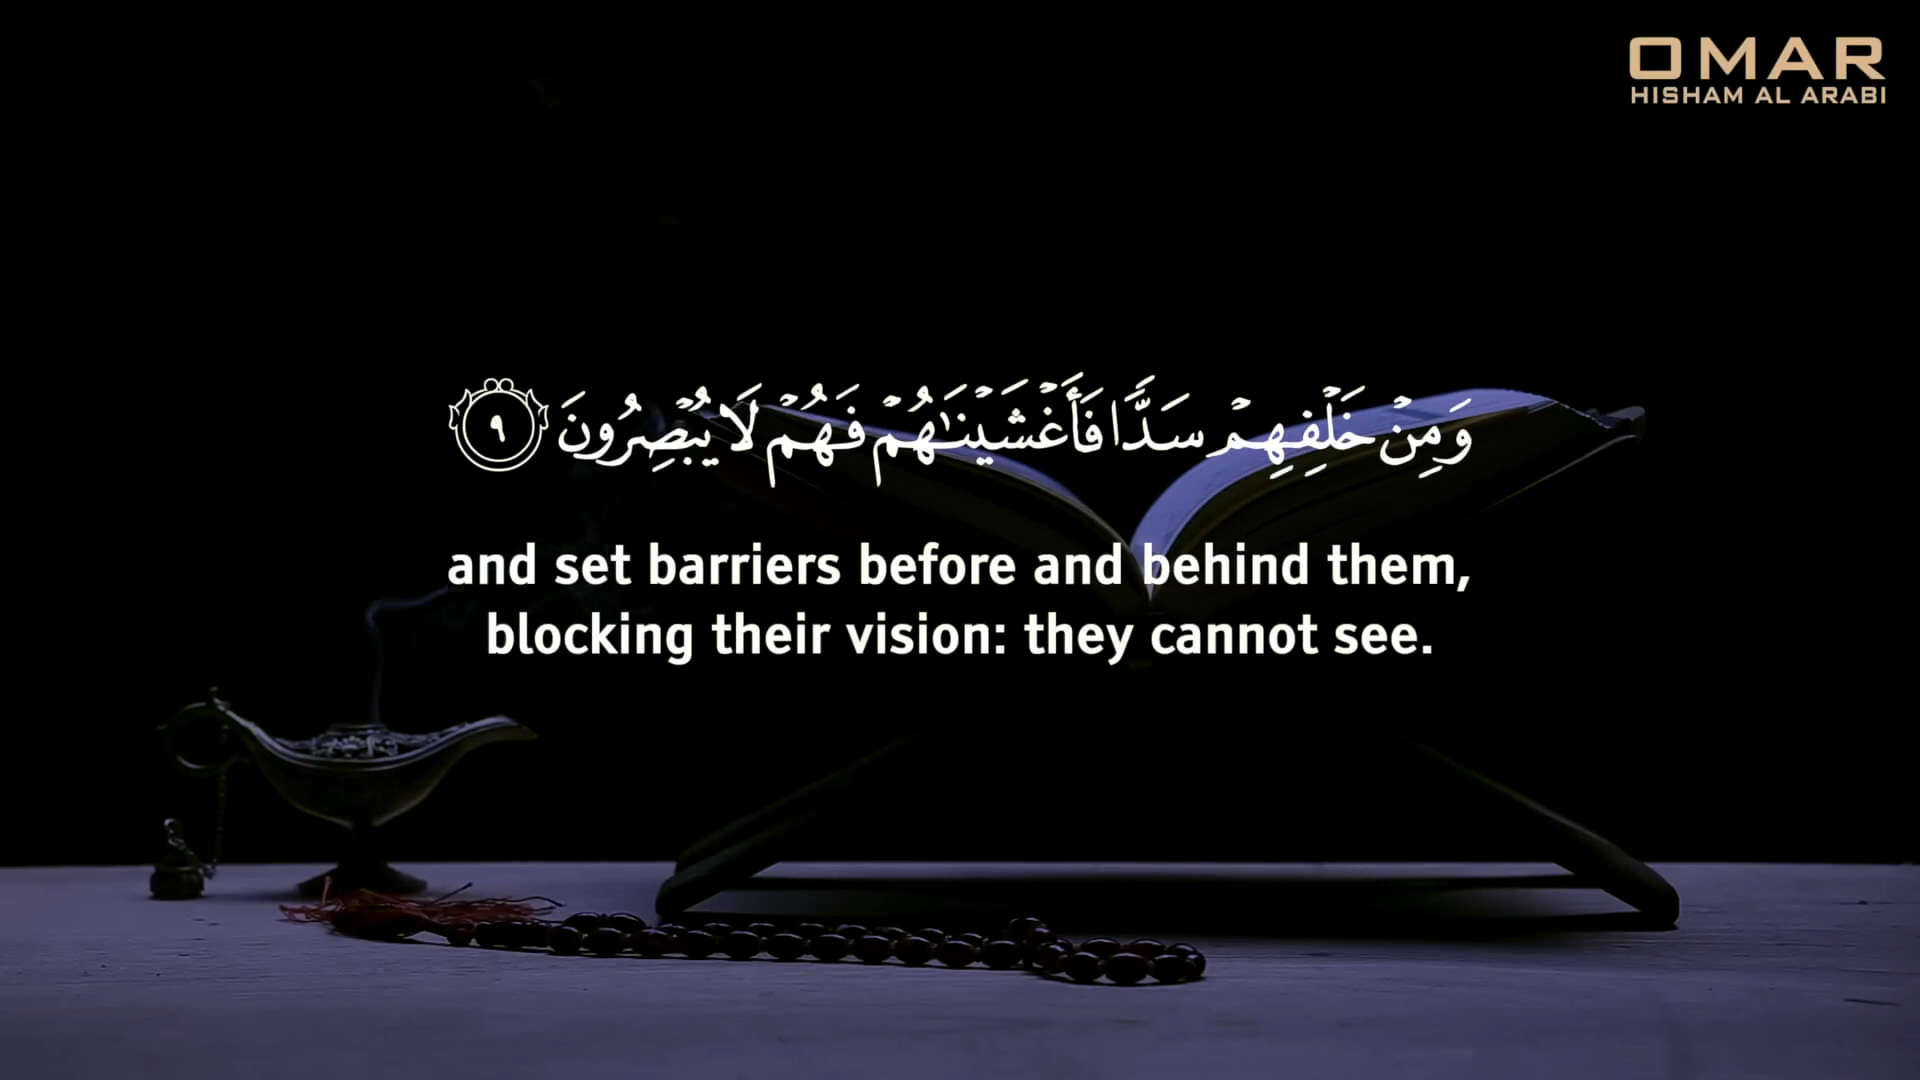 OMAR
HISHAM AL ARABI
وَمِنْ خَلْفِهِمْ سَدًّا فَأَغْشَيْنَٰهُمْ فَهُمْ لَا يُبْصِرُونَ ٩
and set barriers before and behind them,
blocking their vision: they cannot see.